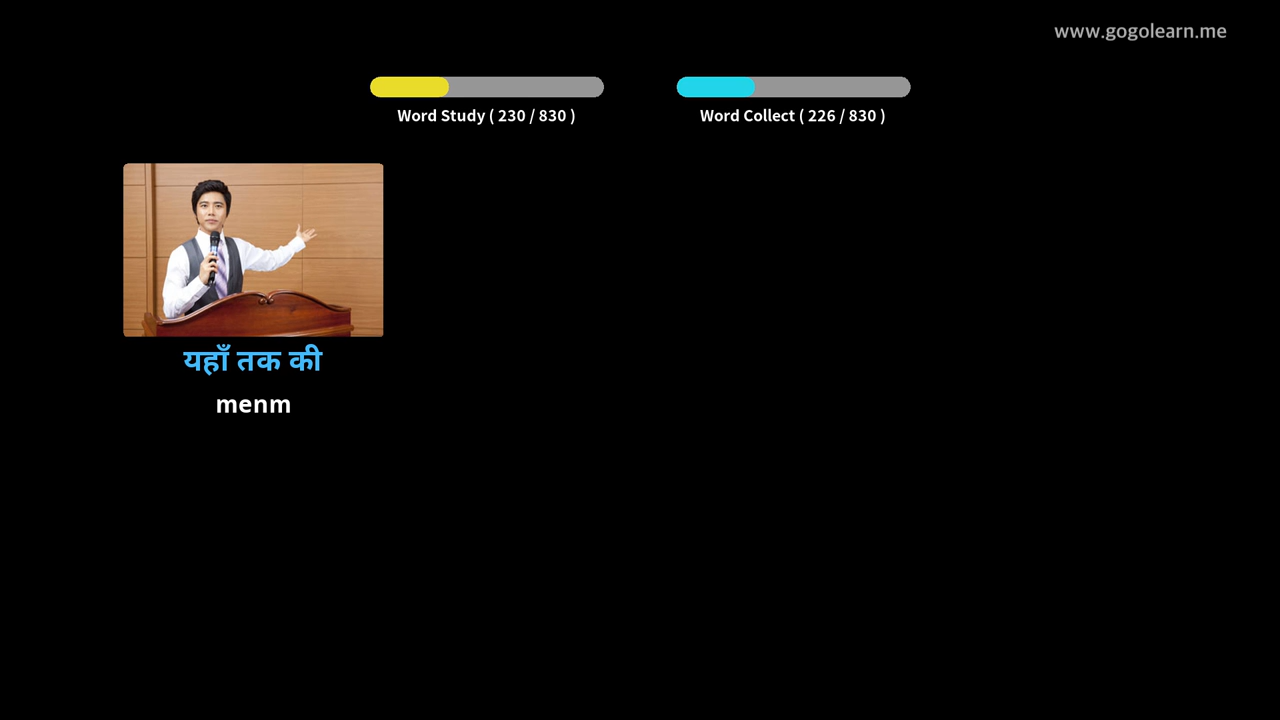 www.gogolearn.me
Word Study ( 230 / 830 )
Word Collect ( 226 / 830 )
यहाँ तक की
menm